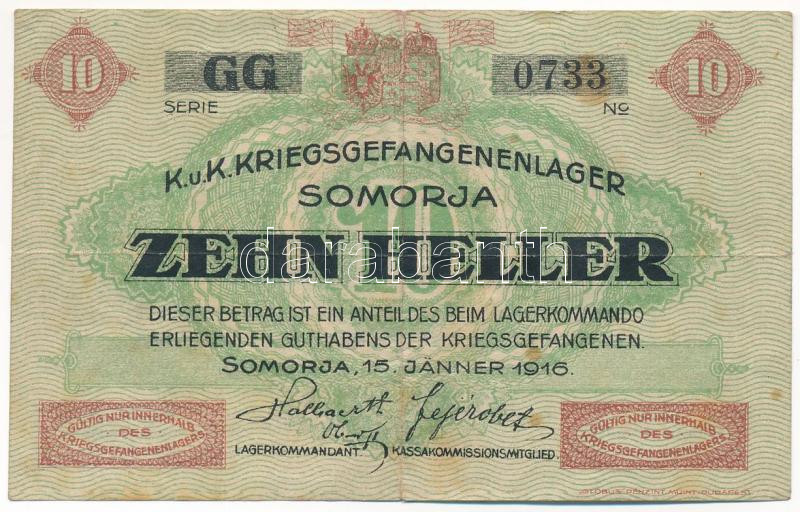 10 GG 0733 10
SERIE No
K.u.K. KRIEGSGEFANGENENLAGER
SOMORJA
10
ZEHN HELLER
darabanth
DIESER BETRAG IST EIN ANTEIL DES BEIM LAGERKOMMANDO
ERLIEGENDEN GUTHABENS DER KRIEGSGEFANGENEN.
SOMORJA, 15. JÄNNER 1916.
GÜLTIG NUR INNERHALB
DES
KRIEGSGEFANGENENLAGERS.
LAGERKOMMANDANT. KASSAKOMMISSIONSMITGLIED.
GÜLTIG NUR INNERHALB
DES
KRIEGSGEFANGENENLAGERS.